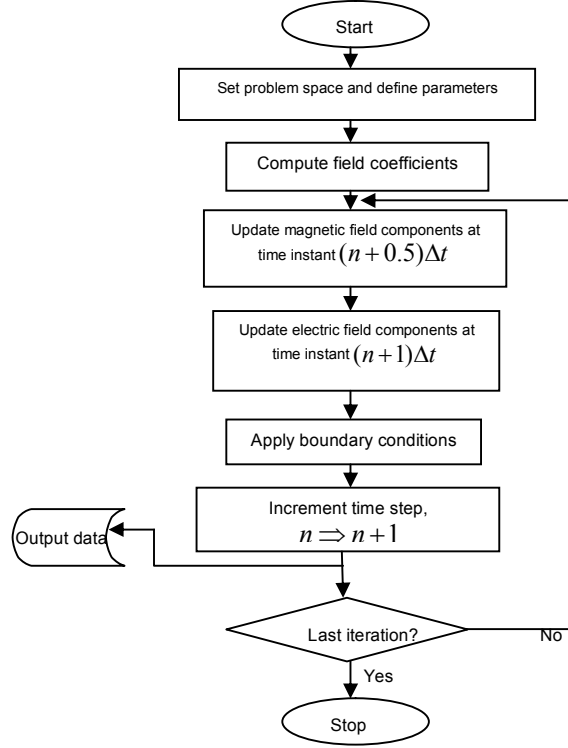 Start
Set problem space and define parameters
Compute field coefficients
Update magnetic field components at
time instant (n + 0.5)Δt
Update electric field components at
time instant (n + 1)Δt
Apply boundary conditions
Increment time step,
n ⇒ n + 1
Output data
Last iteration?
No
Yes
Stop